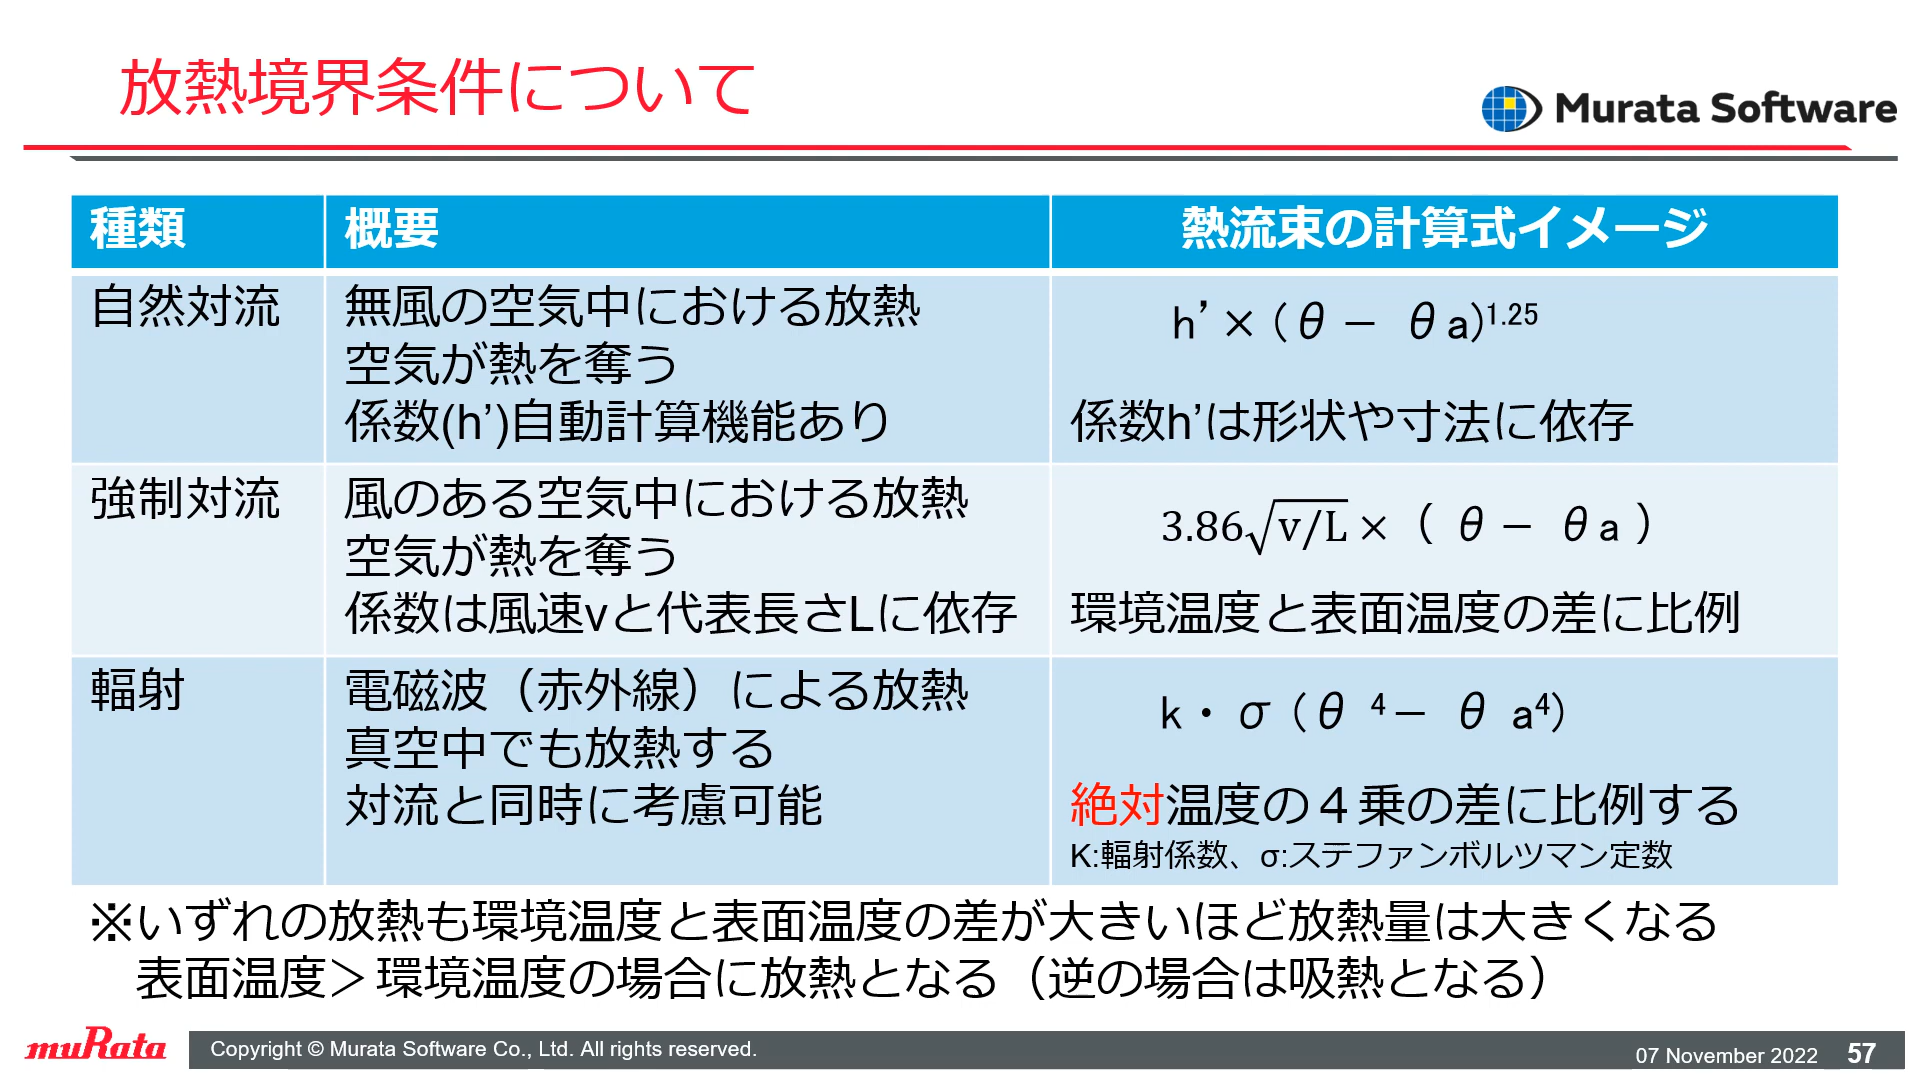 放熱境界条件について
Murata Software
種類 概要 熱流束の計算式イメージ
自然対流
無風の空気中における放熱
空気が熱を奪う
係数(h’)自動計算機能あり
h’×（θ－ θa)1.25
係数h’は形状や寸法に依存
強制対流
風のある空気中における放熱
空気が熱を奪う
係数は風速vと代表長さLに依存
3.86√v/L ×（ θ－ θa ）
環境温度と表面温度の差に比例
輻射
電磁波（赤外線）による放熱
真空中でも放熱する
対流と同時に考慮可能
k・σ（θ 4－ θ a4）
絶対温度の４乗の差に比例する
K:輻射係数、σ:ステファンボルツマン定数
※いずれの放熱も環境温度と表面温度の差が大きいほど放熱量は大きくなる
表面温度＞環境温度の場合に放熱となる（逆の場合は吸熱となる）
muRata
Copyright © Murata Software Co., Ltd. All rights reserved.
07 November 2022 57